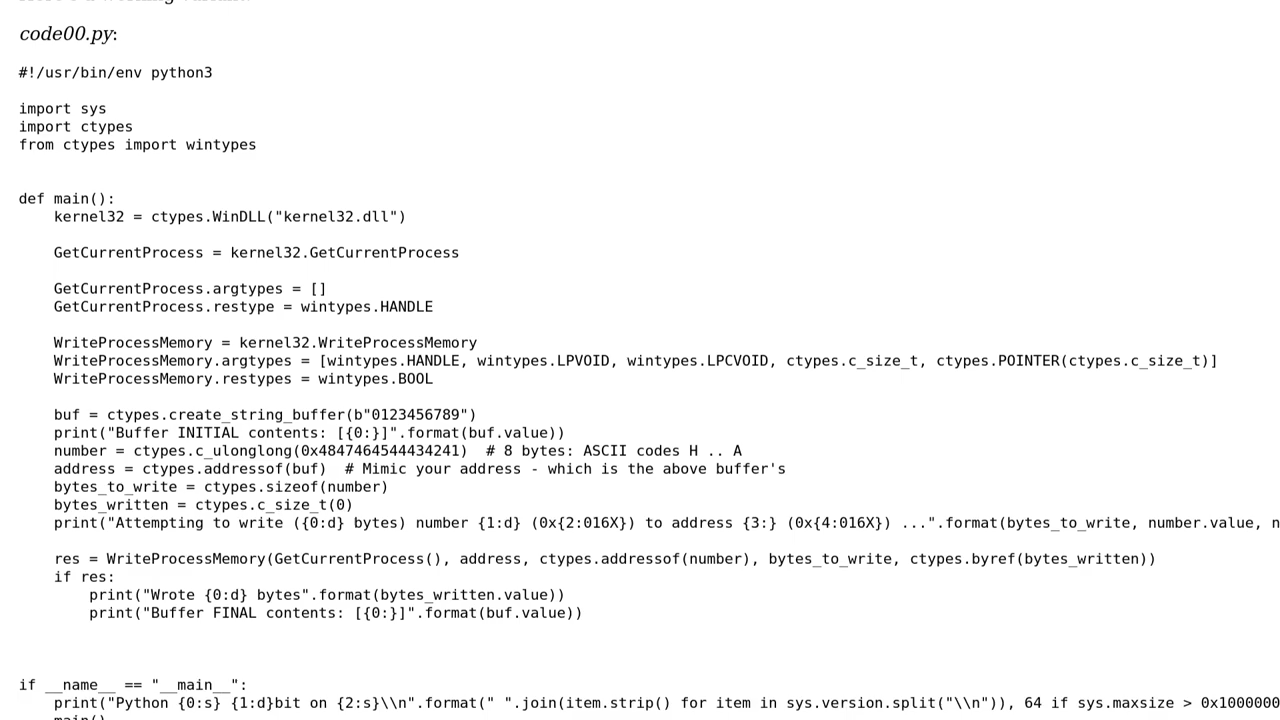 code00.py:
#!/usr/bin/env python3
import sys
import ctypes
from ctypes import wintypes
def main():
    kernel32 = ctypes.WinDLL("kernel32.dll")
    GetCurrentProcess = kernel32.GetCurrentProcess
    GetCurrentProcess.argtypes = []
    GetCurrentProcess.restype = wintypes.HANDLE
    WriteProcessMemory = kernel32.WriteProcessMemory
    WriteProcessMemory.argtypes = [wintypes.HANDLE, wintypes.LPVOID, wintypes.LPCVOID, ctypes.c_size_t, ctypes.POINTER(ctypes.c_size_t)]
    WriteProcessMemory.restypes = wintypes.BOOL
    buf = ctypes.create_string_buffer(b"0123456789")
    print("Buffer INITIAL contents: [{0:}]".format(buf.value))
    number = ctypes.c_ulonglong(0x4847464544434241)  # 8 bytes: ASCII codes H .. A
    address = ctypes.addressof(buf)  # Mimic your address - which is the above buffer's
    bytes_to_write = ctypes.sizeof(number)
    bytes_written = ctypes.c_size_t(0)
    print("Attempting to write ({0:d} bytes) number {1:d} (0x{2:016X}) to address {3:} (0x{4:016X}) ...".format(bytes_to_write, number.value, n
    res = WriteProcessMemory(GetCurrentProcess(), address, ctypes.addressof(number), bytes_to_write, ctypes.byref(bytes_written))
    if res:
        print("Wrote {0:d} bytes".format(bytes_written.value))
        print("Buffer FINAL contents: [{0:}]".format(buf.value))
if __name__ == "__main__":
    print("Python {0:s} {1:d}bit on {2:s}\\n".format(" ".join(item.strip() for item in sys.version.split("\\n")), 64 if sys.maxsize > 0x1000000
    main()